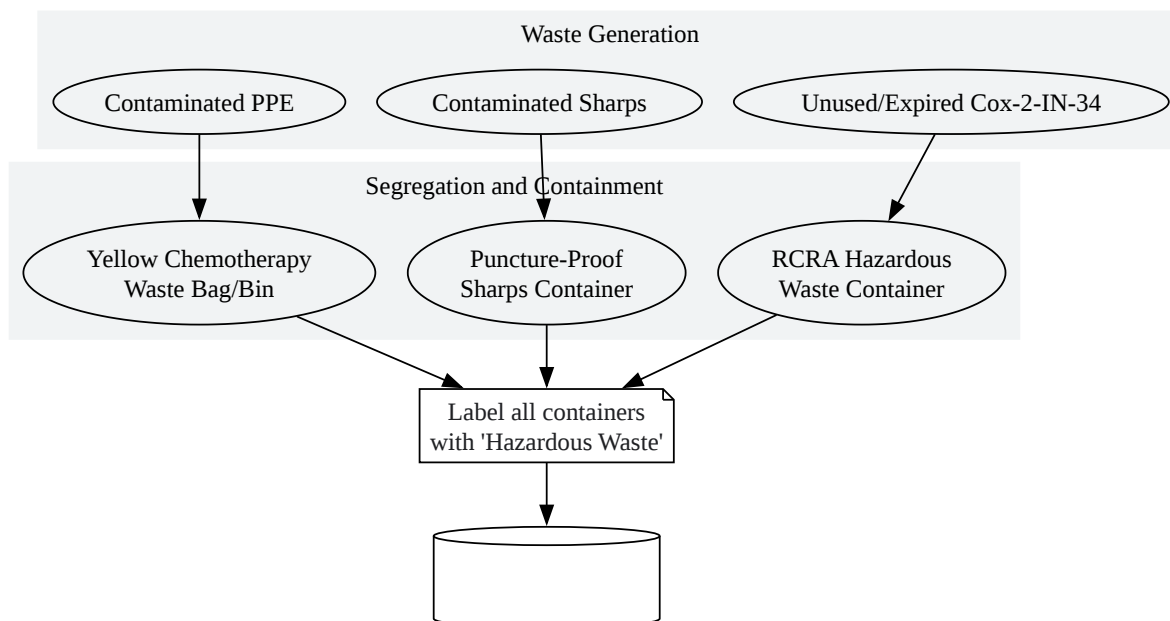 Waste Generation
Contaminated PPE
Contaminated Sharps
Unused/Expired Cox-2-IN-34
Segregation and Containment
Yellow Chemotherapy
Waste Bag/Bin
Puncture-Proof
Sharps Container
RCRA Hazardous
Waste Container
Label all containers
with 'Hazardous Waste'